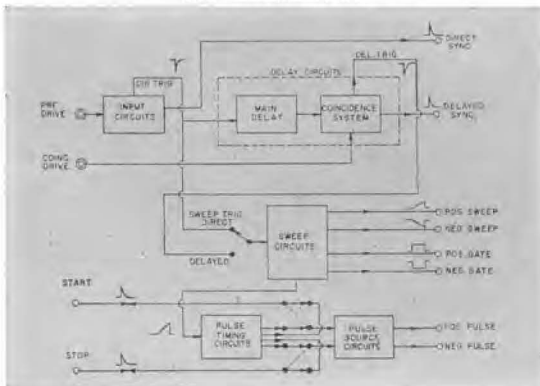 DIRECT
SYNC.
DEL. TRIG
DELAY CIRCUITS
DIR TRIG
PRF
DRIVE
INPUT
CIRCUITS
MAIN
DELAY
COINCIDENCE
SYSTEM
DELAYED
SYNC.
COINC
DRIVE
SWEEP TRIG
DIRECT
DELAYED
SWEEP
CIRCUITS
POS SWEEP
NEG SWEEP
POS GATE
NEG. GATE
START
STOP
PULSE
TIMING
CIRCUITS
PULSE
SOURCE
CIRCUITS
POS PULSE
NEG PULSE